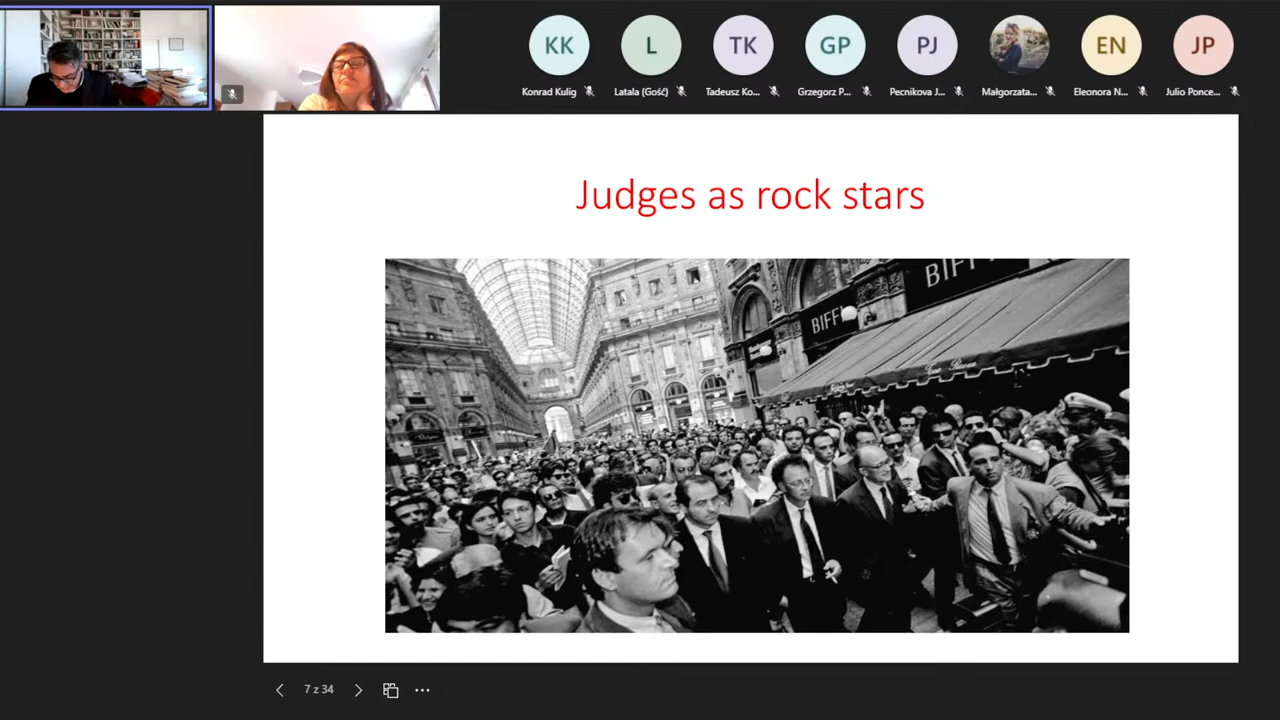 KK
L
TK
GP
PJ
EN
JP
Konrad Kulig
Latala (Gość)
Tadeusz Ko...
Grzegorz P...
Pecnikova J...
Małgorzata...
Eleonora N...
Julio Ponce...
Judges as rock stars
BIFFI
BIFF
7 z 34